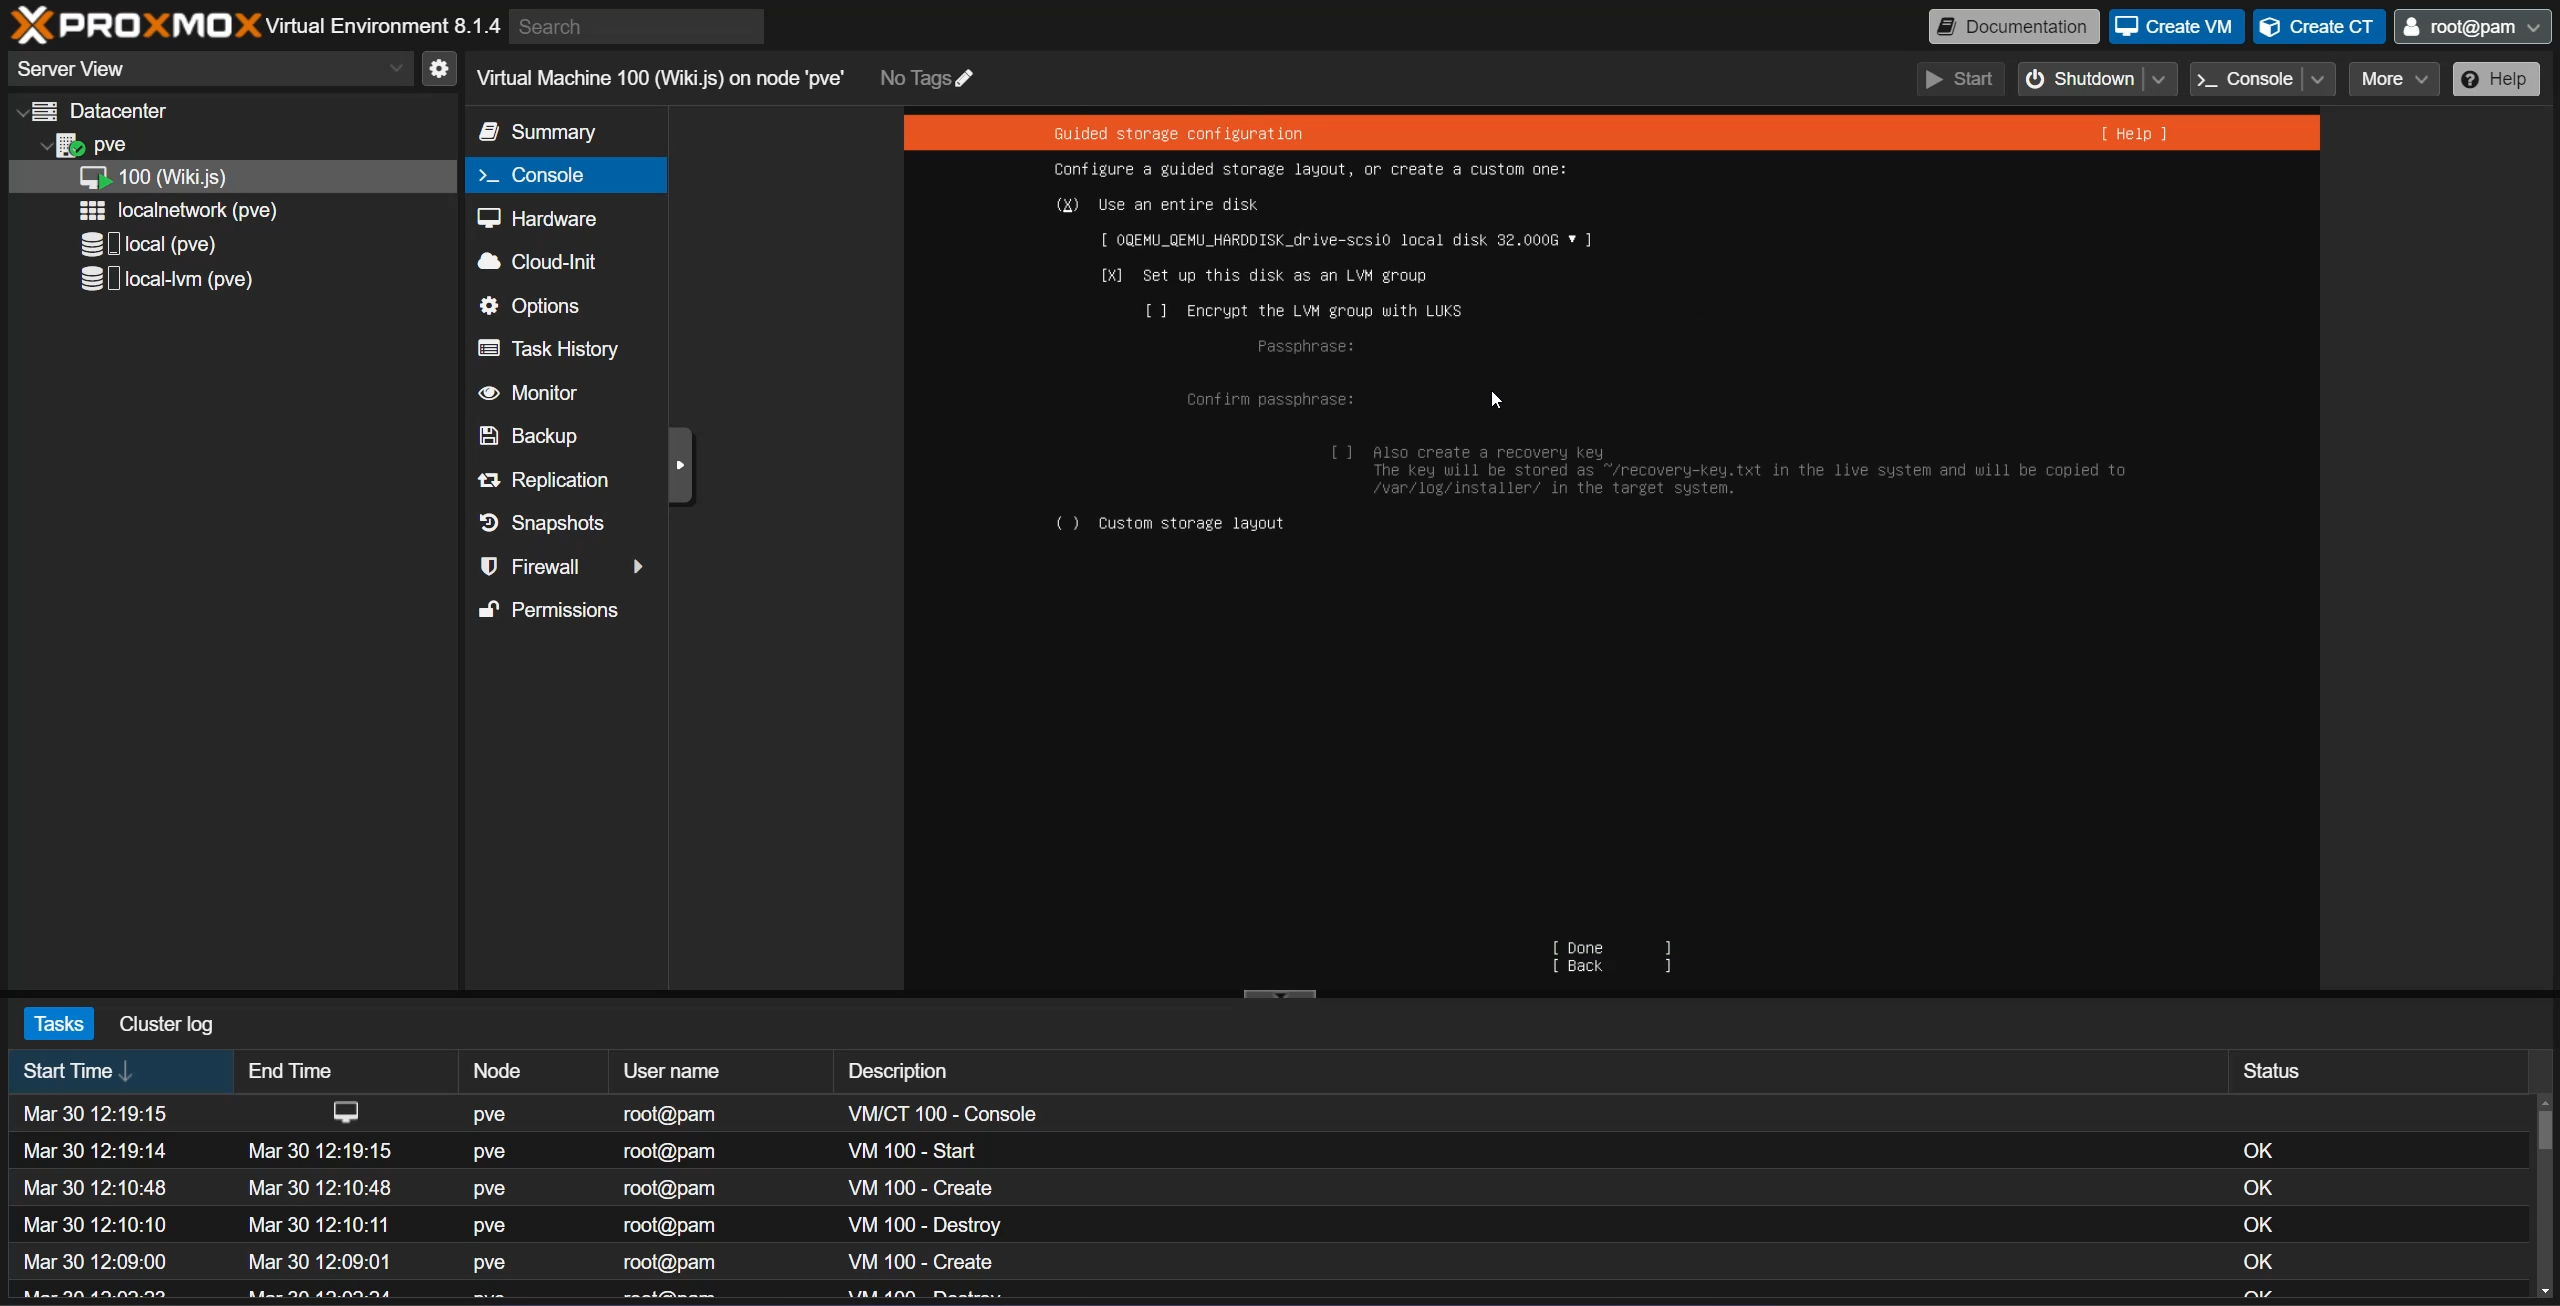 PROXMOX Virtual Environment 8.1.4 Search Documentation Create VM Create CT root@pam
Server View
Virtual Machine 100 (Wiki.js) on node 'pve' No Tags Start Shutdown Console More Help
Datacenter
pve
100 (Wiki.js)
localnetwork (pve)
local (pve)
local-lvm (pve)
Summary
Console
Hardware
Cloud-Init
Options
Task History
Monitor
Backup
Replication
Snapshots
Firewall
Permissions
Guided storage configuration [ Help ]
Configure a guided storage layout, or create a custom one:
(X) Use an entire disk
[ 0QEMU_QEMU_HARDDISK_drive-scsi0 local disk 32.000G ▾ ]
[X] Set up this disk as an LVM group
[ ] Encrypt the LVM group with LUKS
Passphrase:
Confirm passphrase:
[ ] Also create a recovery key
The key will be stored as ~/recovery-key.txt in the live system and will be copied to
/var/log/installer/ in the target system.
( ) Custom storage layout
[ Done ]
[ Back ]
Tasks Cluster log
Start Time ↓ End Time Node User name Description Status
Mar 30 12:19:15 pve root@pam VM/CT 100 - Console
Mar 30 12:19:14 Mar 30 12:19:15 pve root@pam VM 100 - Start OK
Mar 30 12:10:48 Mar 30 12:10:48 pve root@pam VM 100 - Create OK
Mar 30 12:10:10 Mar 30 12:10:11 pve root@pam VM 100 - Destroy OK
Mar 30 12:09:00 Mar 30 12:09:01 pve root@pam VM 100 - Create OK